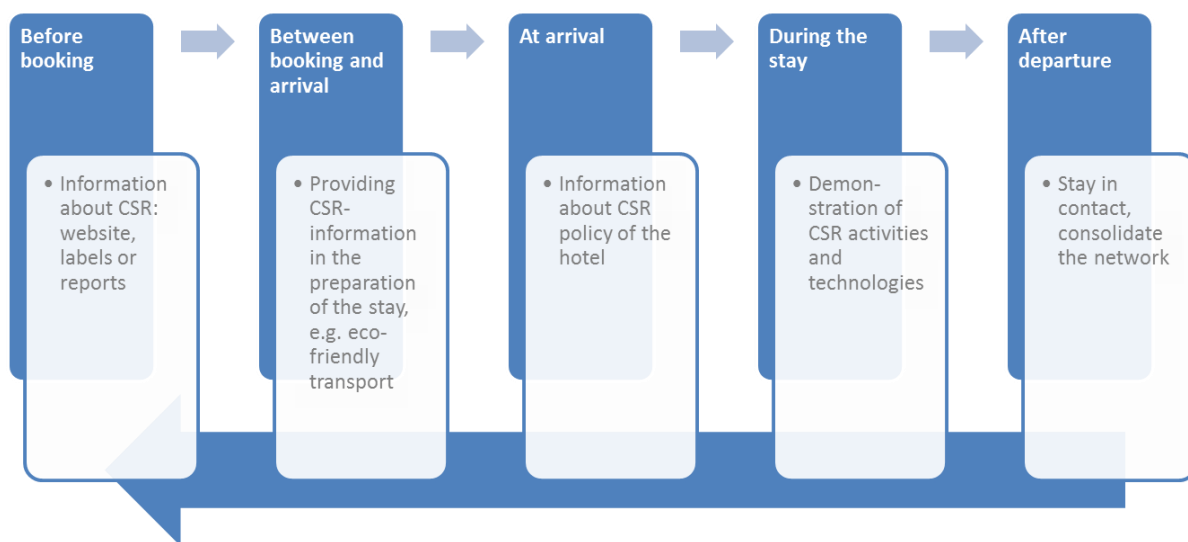 Before
booking
• Information
about CSR:
website,
labels or
reports
Between
booking and
arrival
• Providing
CSR-
information
in the
preparation
of the stay,
e.g. eco-
friendly
transport
At arrival
• Information
about CSR
policy of the
hotel
During the
stay
• Demon-
stration of
CSR activities
and
technologies
After
departure
• Stay in
contact,
consolidate
the network